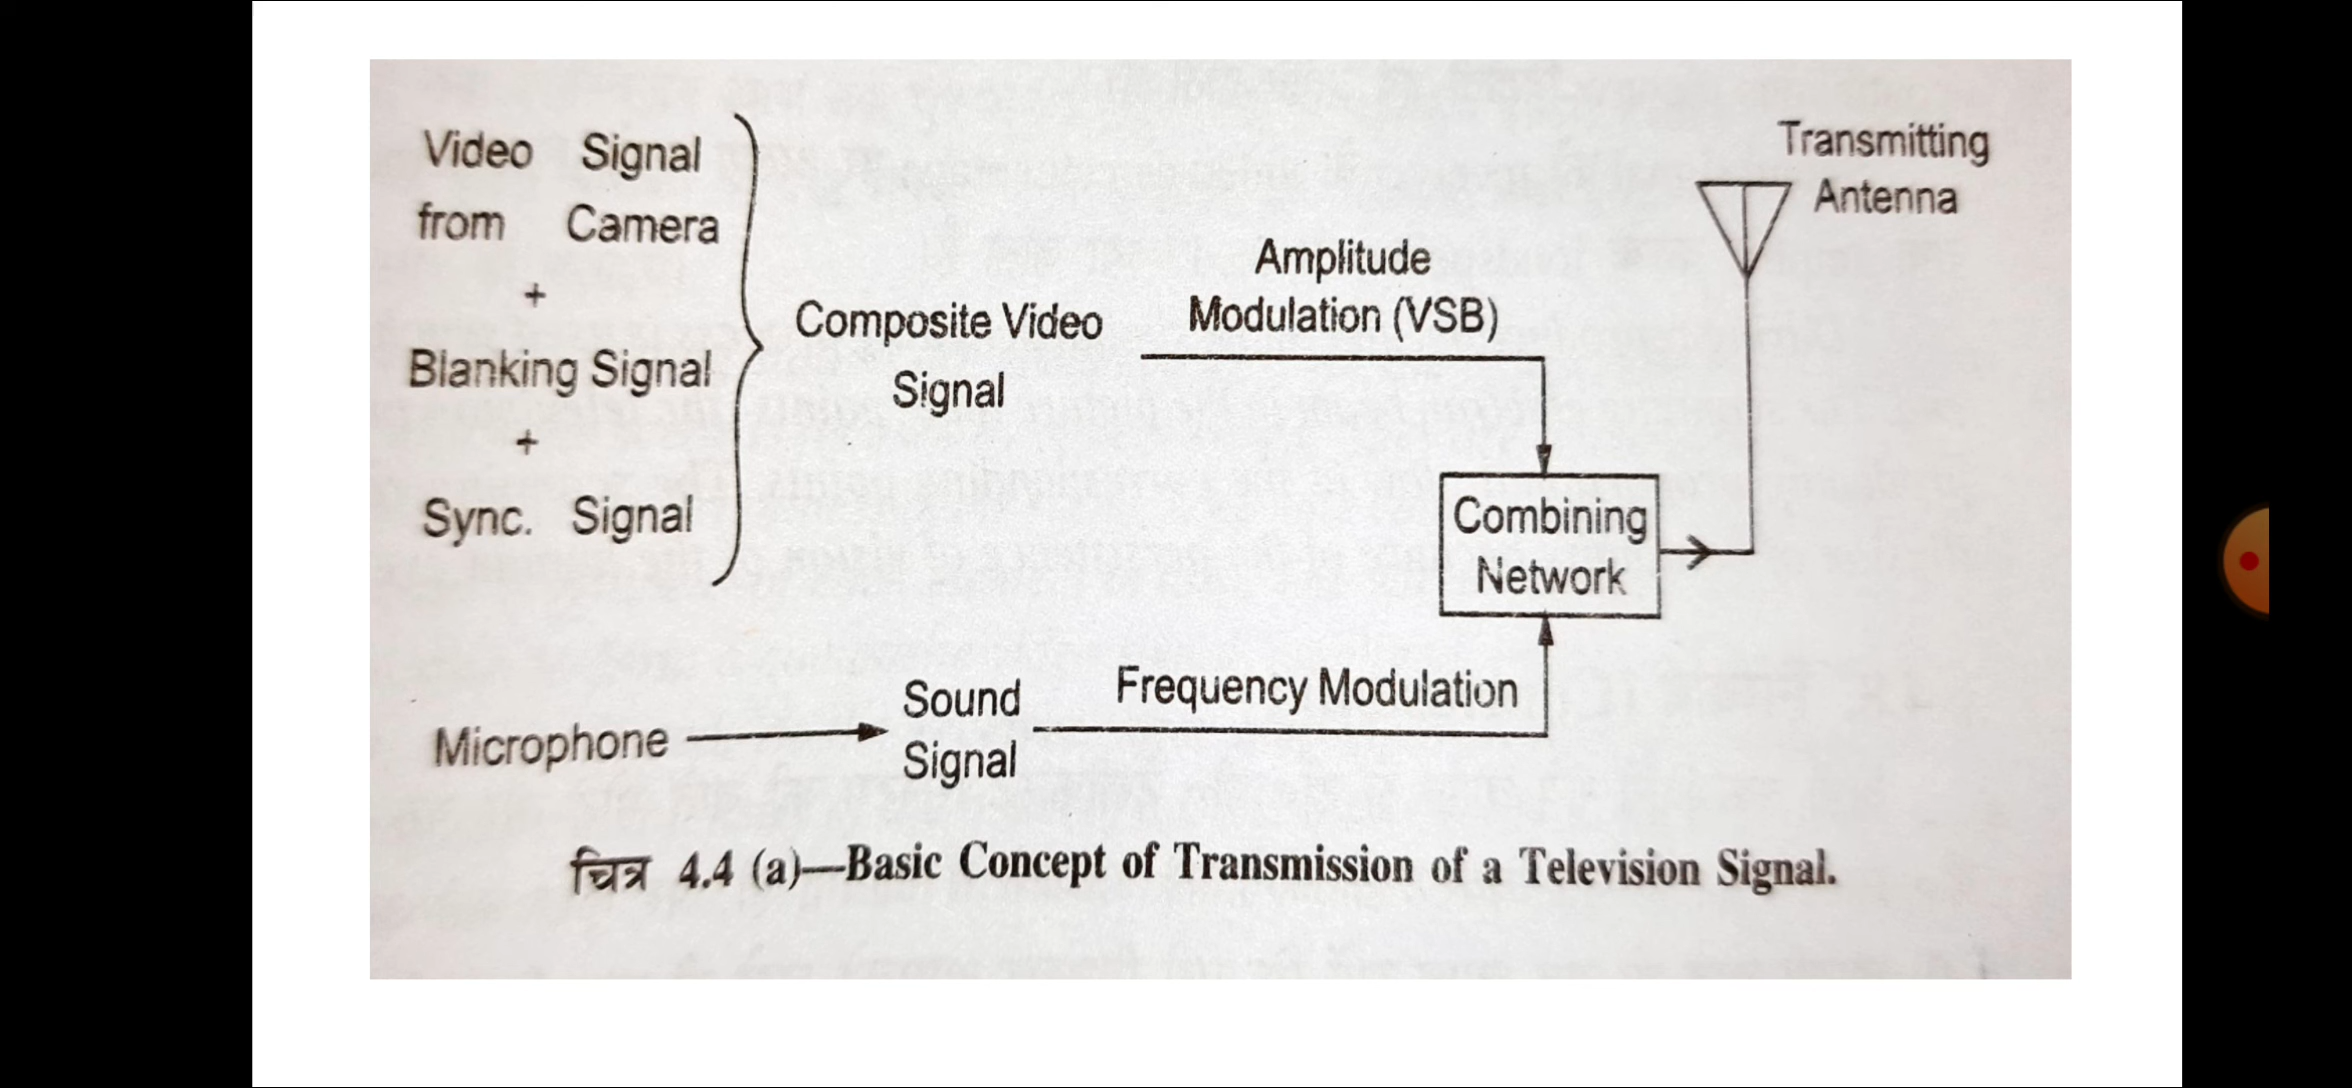 Video Signal
from Camera
+
Blanking Signal
+
Sync. Signal
Composite Video
Signal
Amplitude
Modulation (VSB)
Transmitting
Antenna
Combining
Network
Microphone
Sound
Signal
Frequency Modulation
चित्र 4.4 (a)—Basic Concept of Transmission of a Television Signal.